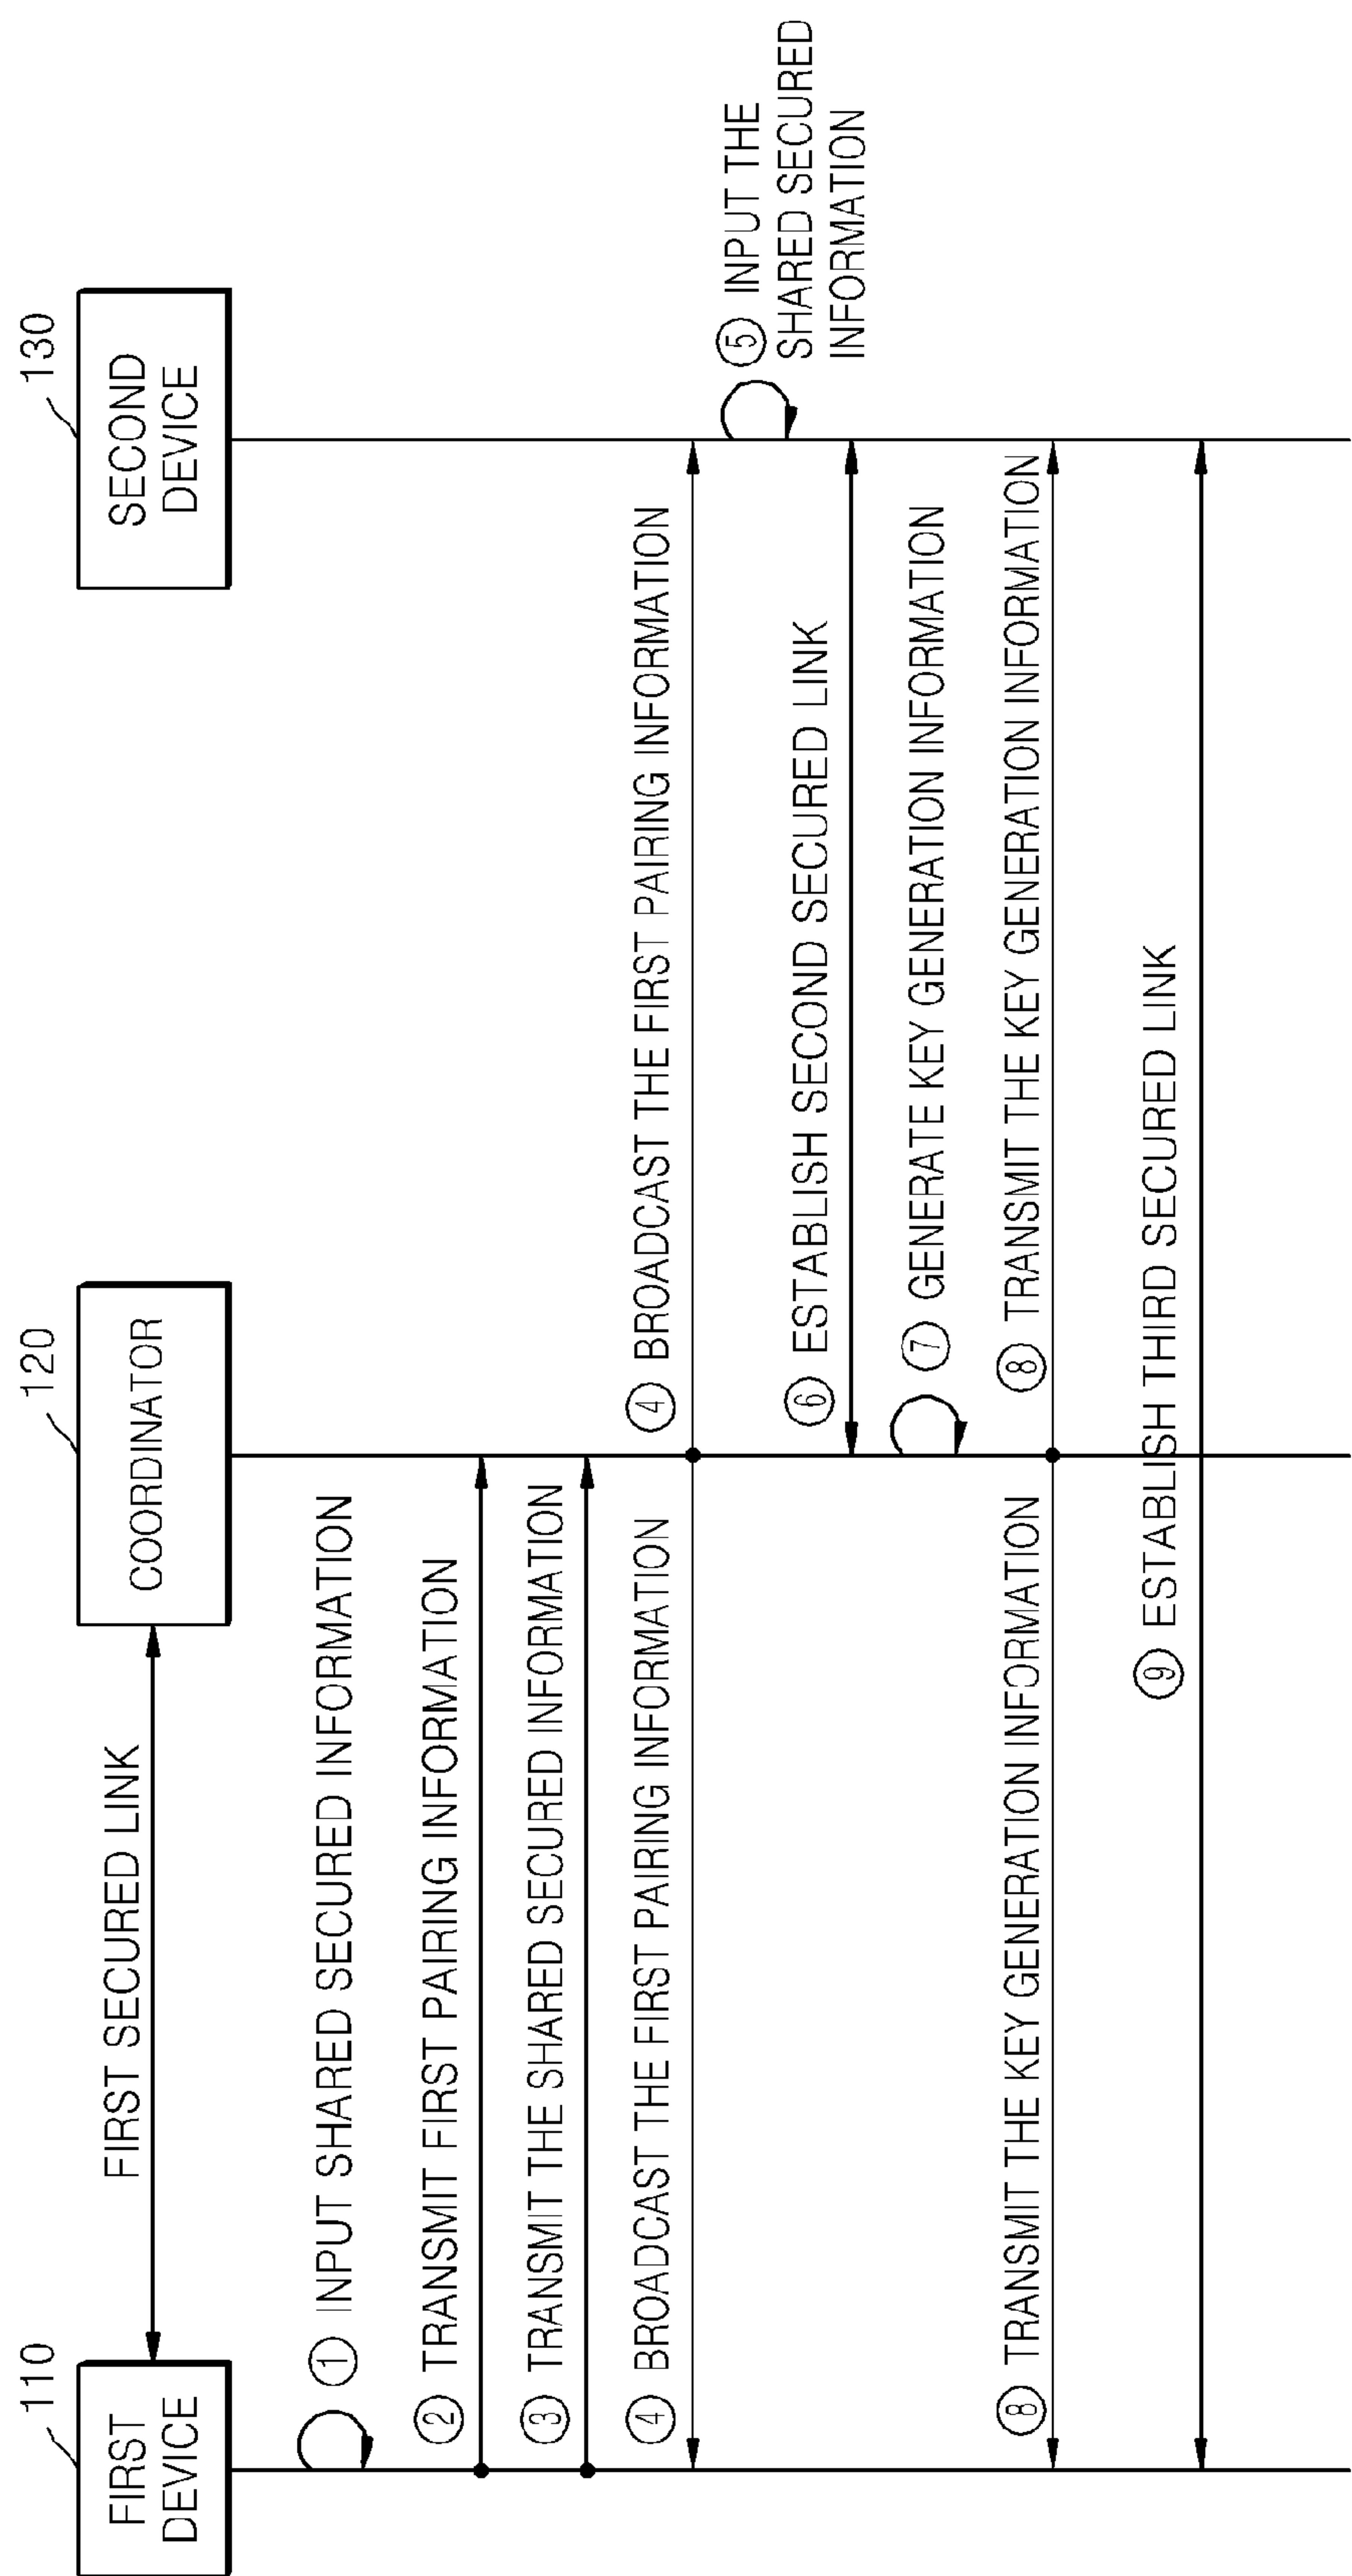 110
120
130
FIRST
DEVICE
FIRST SECURED LINK
COORDINATOR
SECOND
DEVICE
① INPUT SHARED SECURED INFORMATION
② TRANSMIT FIRST PAIRING INFORMATION
③ TRANSMIT THE SHARED SECURED INFORMATION
④ BROADCAST THE FIRST PAIRING INFORMATION
④ BROADCAST THE FIRST PAIRING INFORMATION
⑤ INPUT THE
SHARED SECURED
INFORMATION
⑥ ESTABLISH SECOND SECURED LINK
⑦ GENERATE KEY GENERATION INFORMATION
⑧ TRANSMIT THE KEY GENERATION INFORMATION
⑧ TRANSMIT THE KEY GENERATION INFORMATION
⑨ ESTABLISH THIRD SECURED LINK